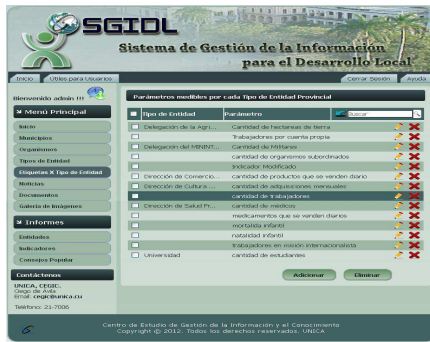 SGIDL
Sistema de Gestión de la Información
para el Desarrollo Local
Inicio
Utiles para Usuarios
Cerrar Sesión
Ayuda
Bienvenido admin !!!
Menú Principal
Inicio
Municipios
Organismos
Tipos de Entidad
Etiquetas X Tipo de Entidad
Noticias
Documentos
Galería de Imágenes
Informes
Entidades
Indicadores
Consejos Popular
Contáctenos
UNICA, CEGIC.
Ciego de Avila
Email: cegic@unica.cu
Teléfono: 21-7006
Parámetros medibles por cada Tipo de Entidad Provincial
Tipo de Entidad Parámetro Buscar
Delegación de la Agri... Cantidad de hectareas de tierra
Trabajadores por cuenta propia
Delegación del MININT... Cantidad de Militares
cantidad de organismos subordinados
Indicador Modificado
Dirección de Comercio... Cantidad de productos que se venden diario
Dirección de Cultura ... Cantidad de adquisiciones mensuales
cantidad de trabajadores
Dirección de Salud Pr... cantidad de médicos
medicamentos que se venden diarios
mortalida infantil
natalidad infantil
trabajadores en misión internacionalista
Universidad cantidad de estudiantes
Adicionar
Eliminar
Centro de Estudio de Gestión de la Información y el Conocimiento
Copyright © 2012. Todos los derechos reservados. UNICA